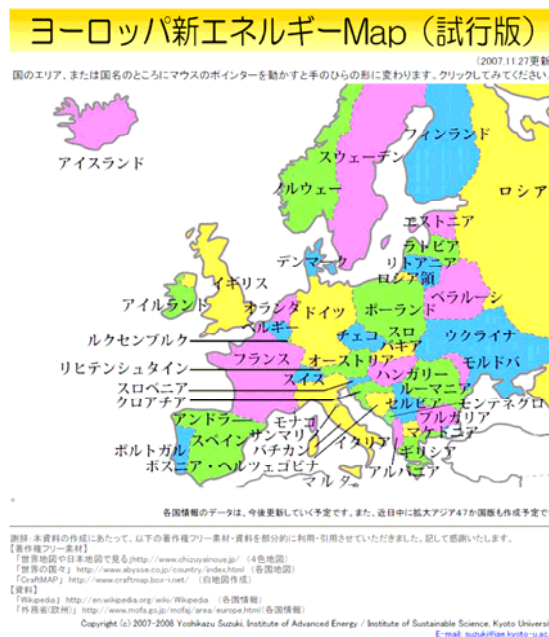 ヨーロッパ新エネルギーMap（試行版）
（2007.11.27更新
国のエリア、または国名のところにマウスのポインターを動かすと手のひらの形に変わります。クリックしてみてください。
アイスランド
フィンランド
スウェーデン
ロシア
ノルウェー
エストニア
ラトビア
デンマーク
リトアニア
ロシア領
イギリス
ベラルーシ
アイルランド
オランダ
ドイツ
ポーランド
ベルギー
チェコ
スロ
バキア
ウクライナ
ルクセンブルク
フランス
オーストリア
モルドバ
リヒテンシュタイン
スイス
ハンガリー
スロベニア
ルーマニア
クロアチア
セルビア
モンテネグロ
アンドラ
モナコ
ブルガリア
スペイン
サンマリノ
マケドニア
ポルトガル
バチカン
イタリア
ギリシア
ボスニア・ヘルツェゴビナ
アルバニア
マルタ
各国情報のデータは、今後更新していく予定です。また、近日中に拡大アジア47か国版も作成予定で
謝辞：本資料の作成にあたって、以下の著作権フリー素材・資料を部分的に利用・引用させていただきました。記して感謝いたします。
【著作権フリー素材】
「世界地図や日本地図で見る」http://www.chizuyainoue.jp/ （4色地図）
「世界の国々」 http://www.abysse.co.jp/country/index.html （各国地図）
「CraftMAP」 http://www.craftmap.box-i.net/ （白地図作成）
【資料】
「Wikipedia」 http://en.wikipedia.org/wiki/Wikipedia （各国情報）
「外務省(欧州)」 http://www.mofa.go.jp/mofaj/area/europe.html(各国情報)
Copyright (c) 2007-2008 Yoshikazu Suzuki, Institute of Advanced Energy / Institute of Sustainable Science, Kyoto Universi
E-mail: suzuki@iae.kyoto-u.ac